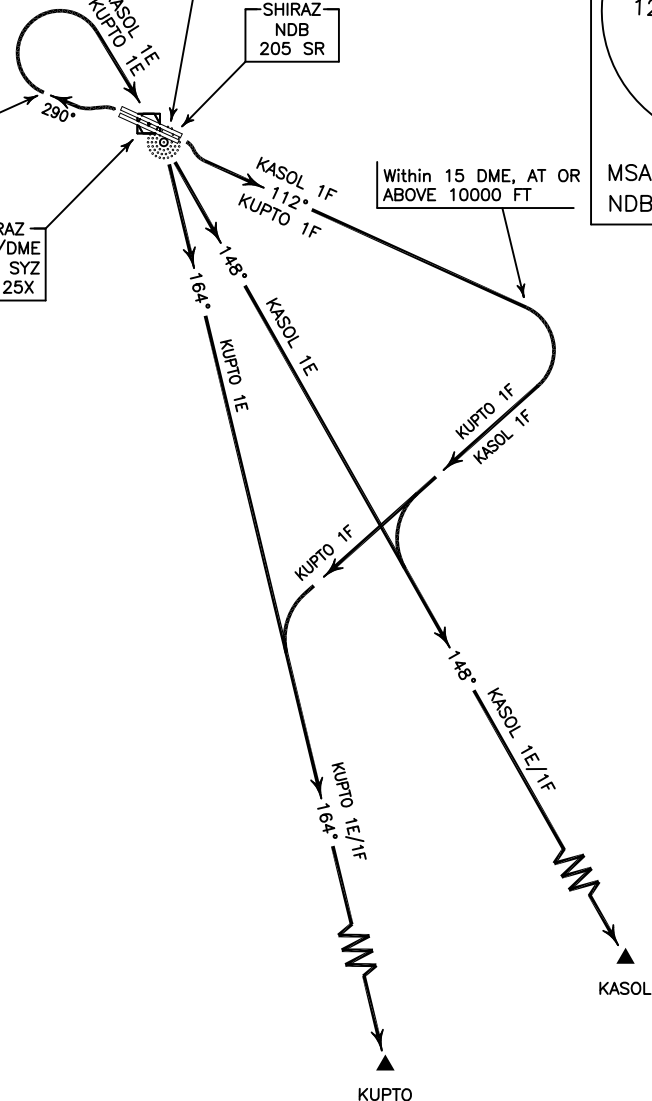 KASOL 1E
KUPTO 1E
SHIRAZ
NDB
205 SR
12
290°
KASOL 1F
112°
KUPTO 1F
Within 15 DME, AT OR
ABOVE 10000 FT
MSA
NDB
/DME
SYZ
25X
148°
164°
KASOL 1E
KUPTO 1E
KUPTO 1F
KASOL 1F
KUPTO 1F
148°
KASOL 1E/1F
KUPTO 1E/1F
164°
KASOL
KUPTO